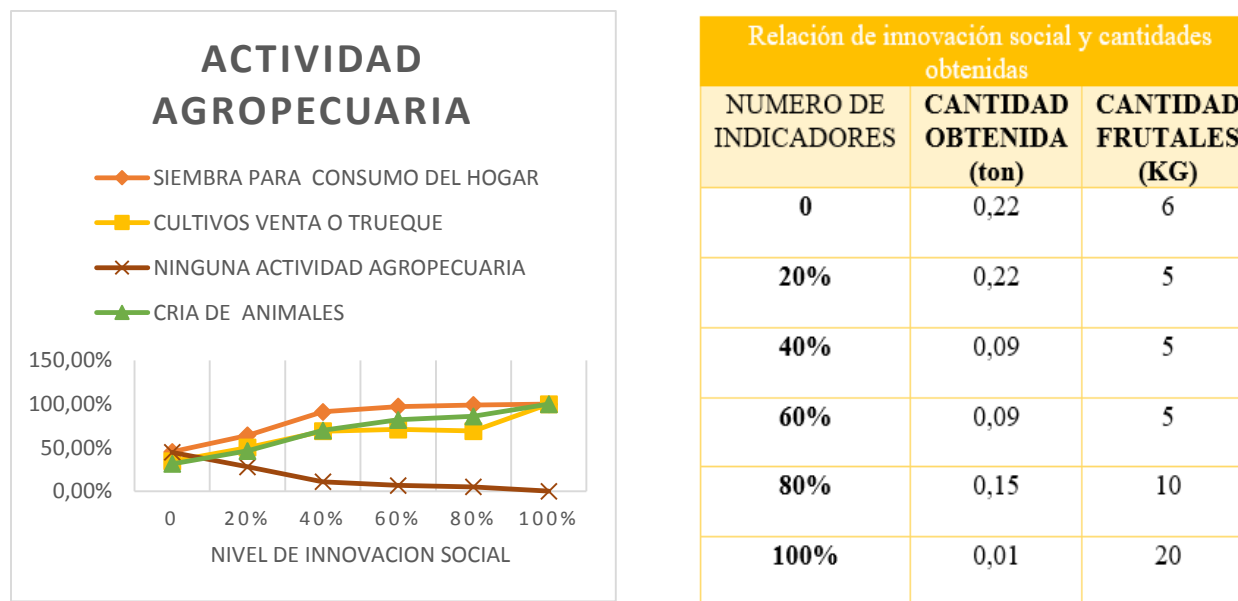 ACTIVIDAD
AGROPECUARIA
SIEMBRA PARA CONSUMO DEL HOGAR
CULTIVOS VENTA O TRUEQUE
NINGUNA ACTIVIDAD AGROPECUARIA
CRIA DE ANIMALES
150,00%
100,00%
50,00%
0,00%
0 20% 40% 60% 80% 100%
NIVEL DE INNOVACION SOCIAL
Relación de innovación social y cantidades
obtenidas
NUMERO DE
INDICADORES
CANTIDAD
OBTENIDA
(ton)
CANTIDAD
FRUTALES
(KG)
0 0,22 6
20% 0,22 5
40% 0,09 5
60% 0,09 5
80% 0,15 10
100% 0,01 20